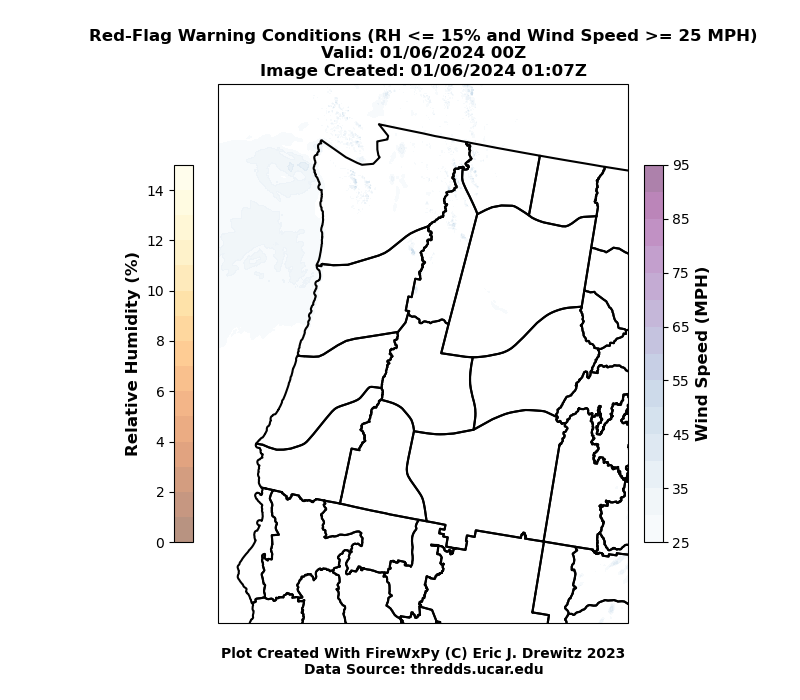 Red-Flag Warning Conditions (RH <= 15% and Wind Speed >= 25 MPH)
Valid: 01/06/2024 00Z
Image Created: 01/06/2024 01:07Z
Relative Humidity (%)
14
12
10
8
6
4
2
0
95
85
75
65
55
45
35
25
Wind Speed (MPH)
Plot Created With FireWxPy (C) Eric J. Drewitz 2023
Data Source: thredds.ucar.edu